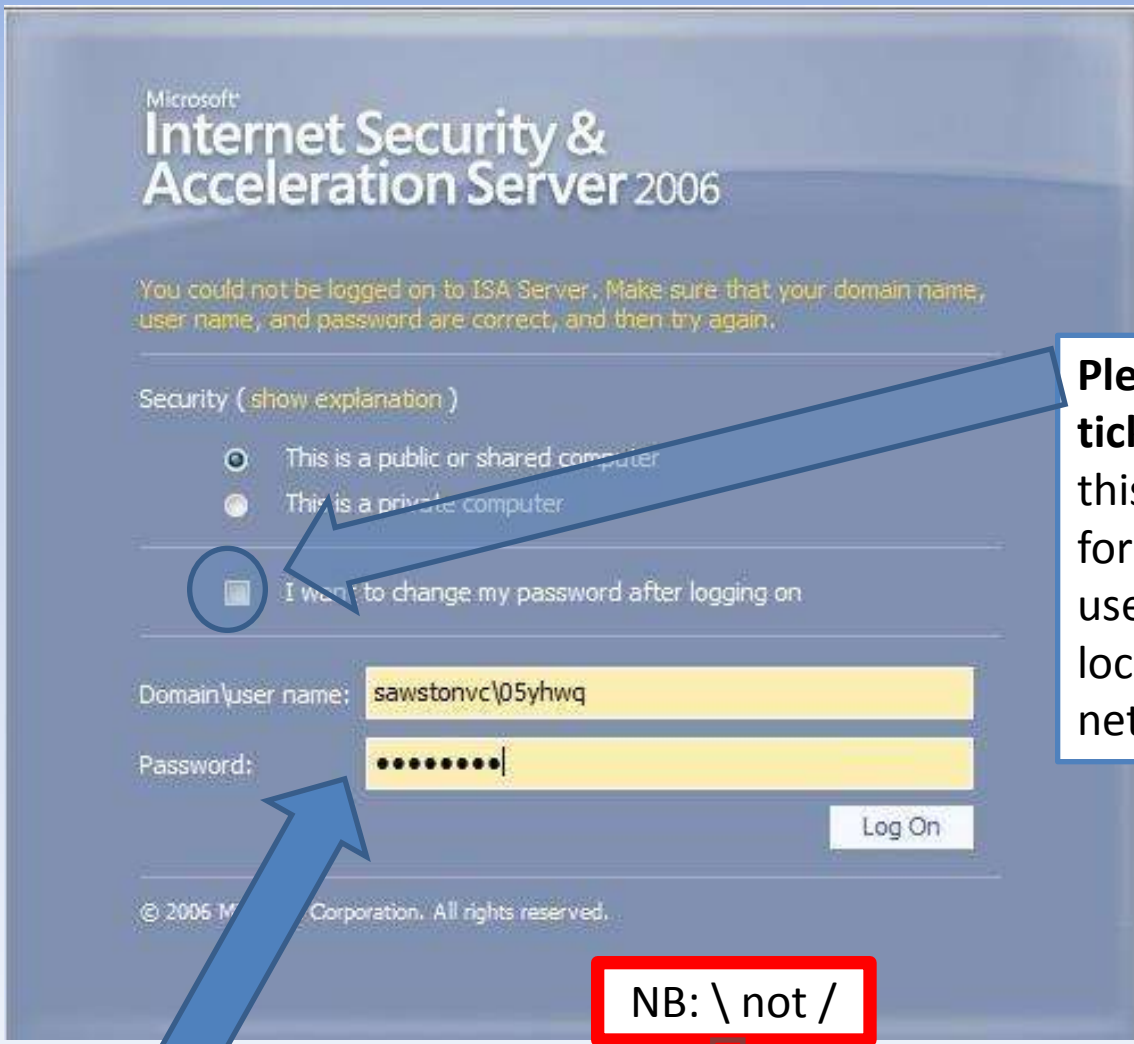 Microsoft
Internet Security &
Acceleration Server 2006
You could not be logged on to ISA Server. Make sure that your domain name,
user name, and password are correct, and then try again.
Security ( show explanation )
This is a public or shared computer
This is a private computer
I want to change my password after logging on
Domain\user name: sawstonvc\05yhwq
Password: ••••••••
Log On
© 2006 Corporation. All rights reserved.
NB: \ not /
for